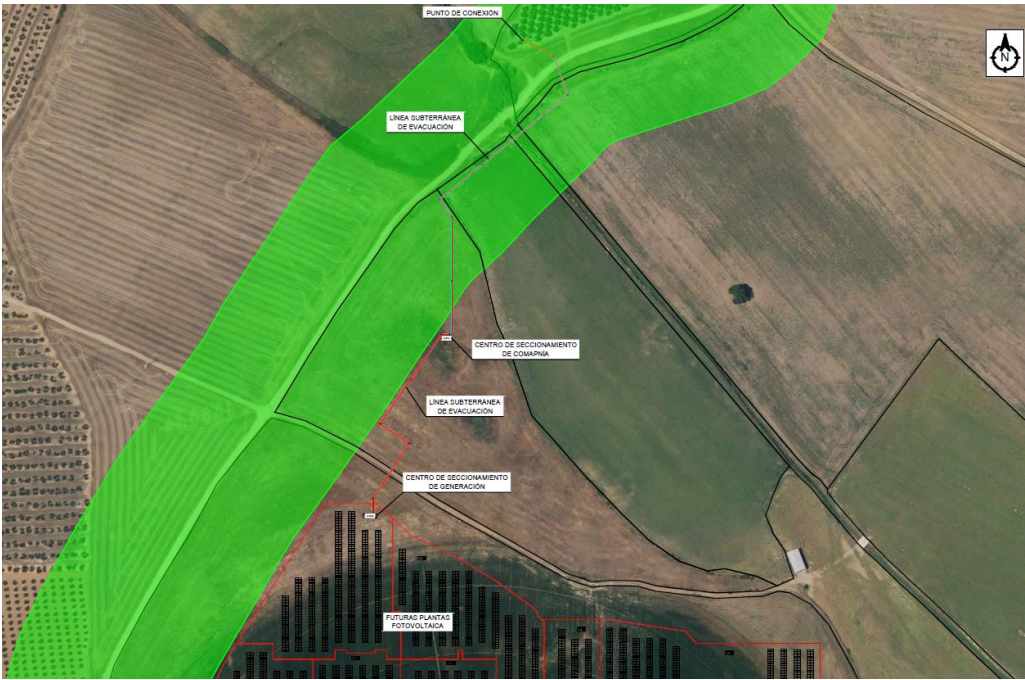 PUNTO DE CONEXIÓN
N
LÍNEA SUBTERRÁNEA
DE EVACUACIÓN
CENTRO DE SECCIONAMIENTO
DE COMAPNÍA
LÍNEA SUBTERRÁNEA
DE EVACUACIÓN
CENTRO DE SECCIONAMIENTO
DE GENERACIÓN
FUTURAS PLANTAS
FOTOVOLTAICA